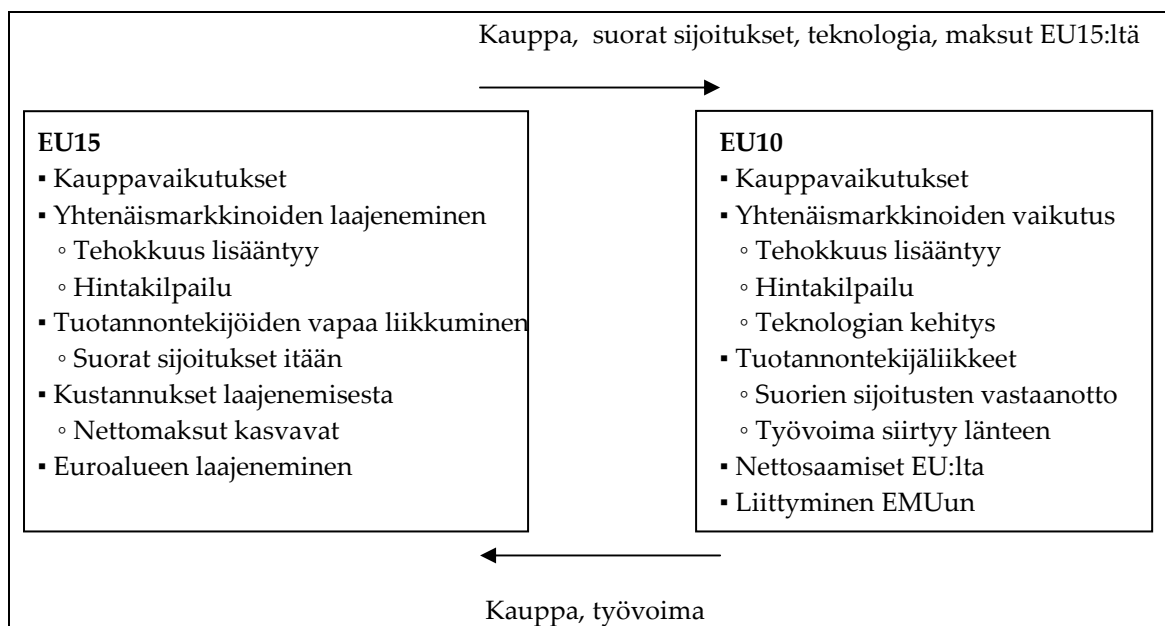 Kauppa, suorat sijoitukset, teknologia, maksut EU15:ltä
EU15
▪ Kauppavaikutukset
▪ Yhtenäismarkkinoiden laajeneminen
◦ Tehokkuus lisääntyy
◦ Hintakilpailu
▪ Tuotannontekijöiden vapaa liikkuminen
◦ Suorat sijoitukset itään
▪ Kustannukset laajenemisesta
◦ Nettomaksut kasvavat
▪ Euroalueen laajeneminen
EU10
▪ Kauppavaikutukset
▪ Yhtenäismarkkinoiden vaikutus
◦ Tehokkuus lisääntyy
◦ Hintakilpailu
◦ Teknologian kehitys
▪ Tuotannontekijäliikkeet
◦ Suorien sijoitusten vastaanotto
◦ Työvoima siirtyy länteen
▪ Nettosaamiset EU:lta
▪ Liittyminen EMUun
Kauppa, työvoima